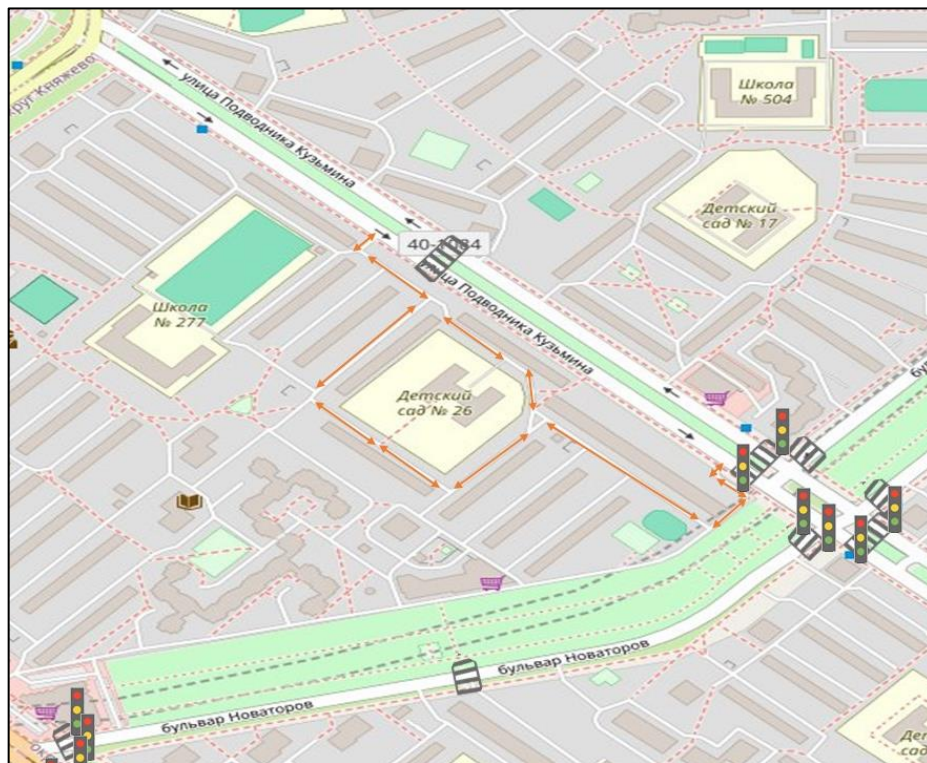 улица Подводника Кузьмина
Школа
№ 504
Детский
сад № 17
40-1084
улица Подводника Кузьмина
Школа
№ 277
Детский
сад № 26
бульвар Новаторов
бульвар Новаторов